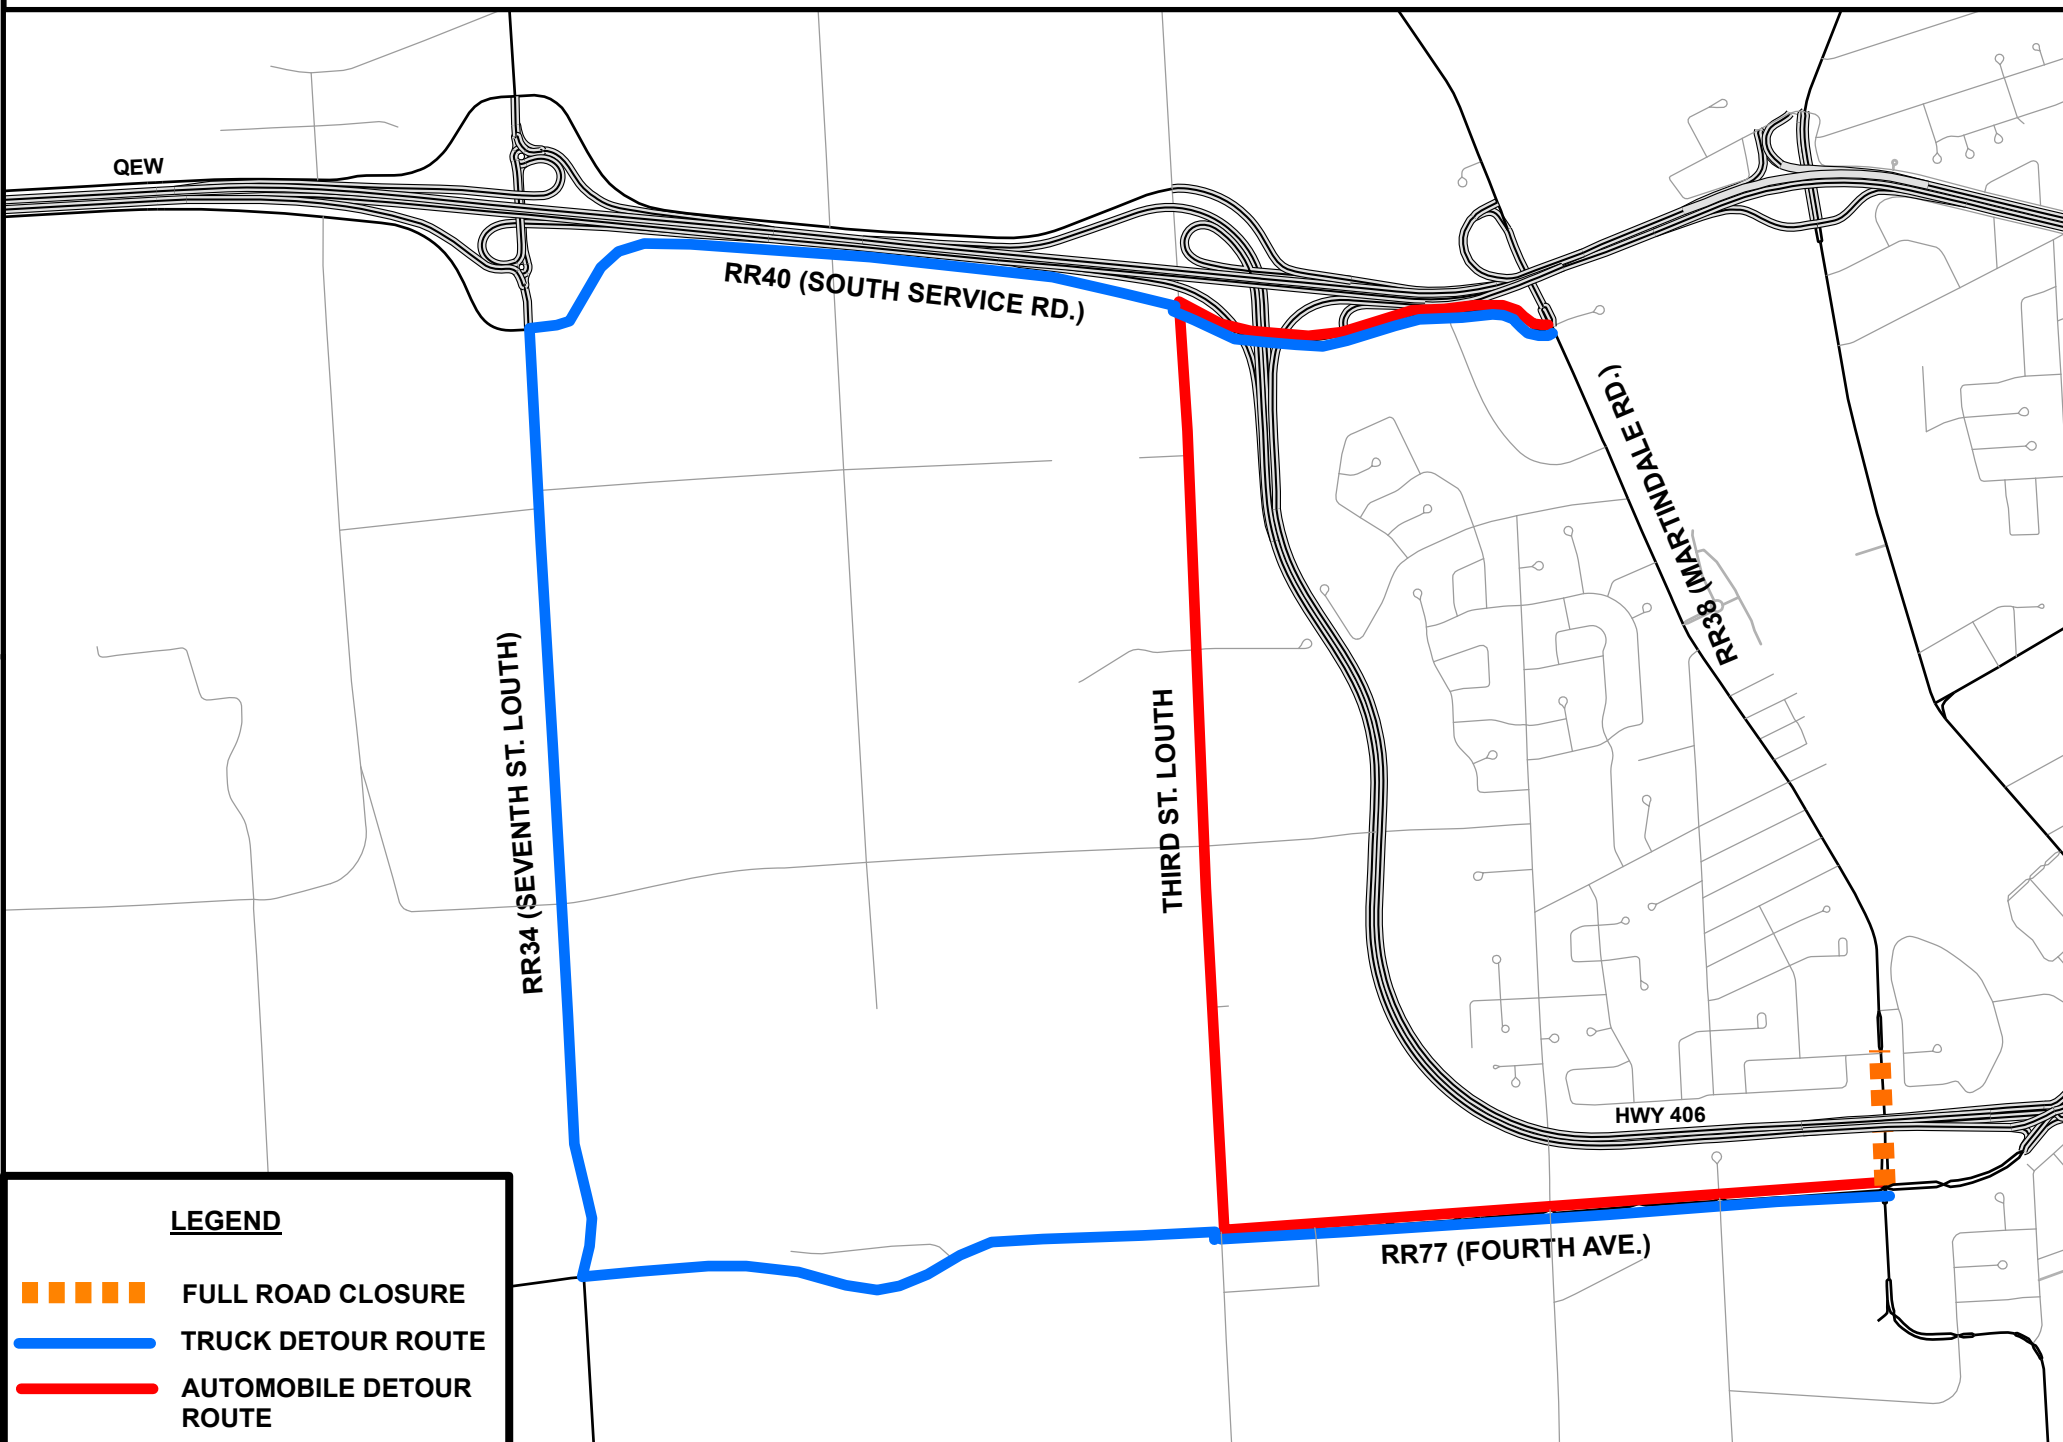 QEW
RR40 (SOUTH SERVICE RD.)
RR38 (MARTINDALE RD.)
RR34 (SEVENTH ST. LOUTH)
THIRD ST. LOUTH
HWY 406
RR77 (FOURTH AVE.)
LEGEND
FULL ROAD CLOSURE
TRUCK DETOUR ROUTE
AUTOMOBILE DETOUR
ROUTE